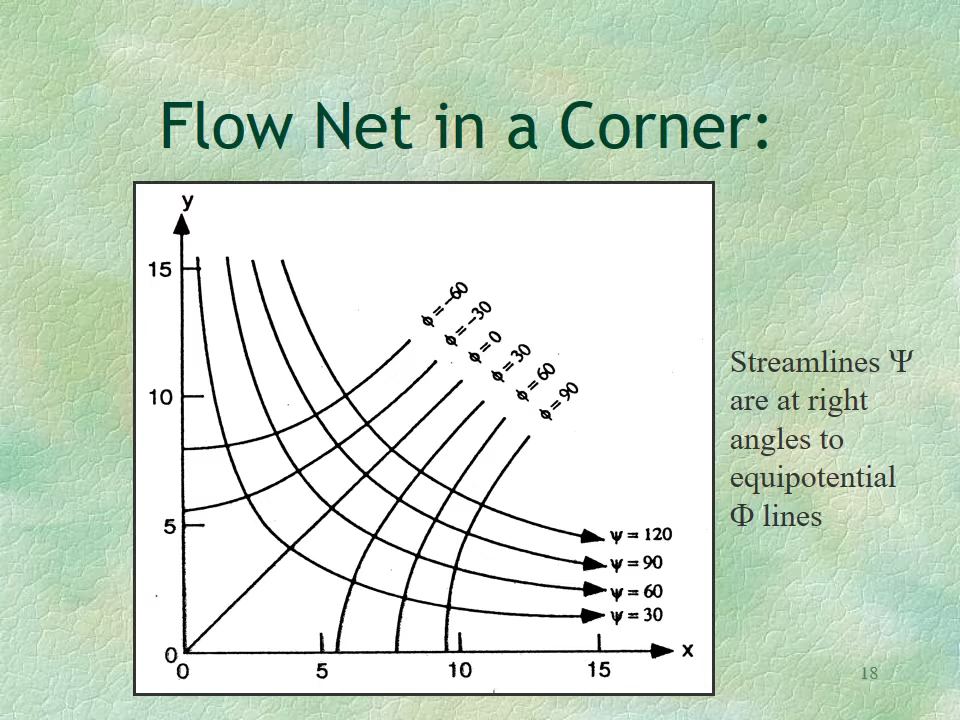 Flow Net in a Corner:
y
15
10
5
0
0
5
10
15
x
ϕ = −60
ϕ = −30
ϕ = 0
ϕ = 30
ϕ = 60
ϕ = 90
ψ = 120
ψ = 90
ψ = 60
ψ = 30
Streamlines Ψ
are at right
angles to
equipotential
Φ lines
18